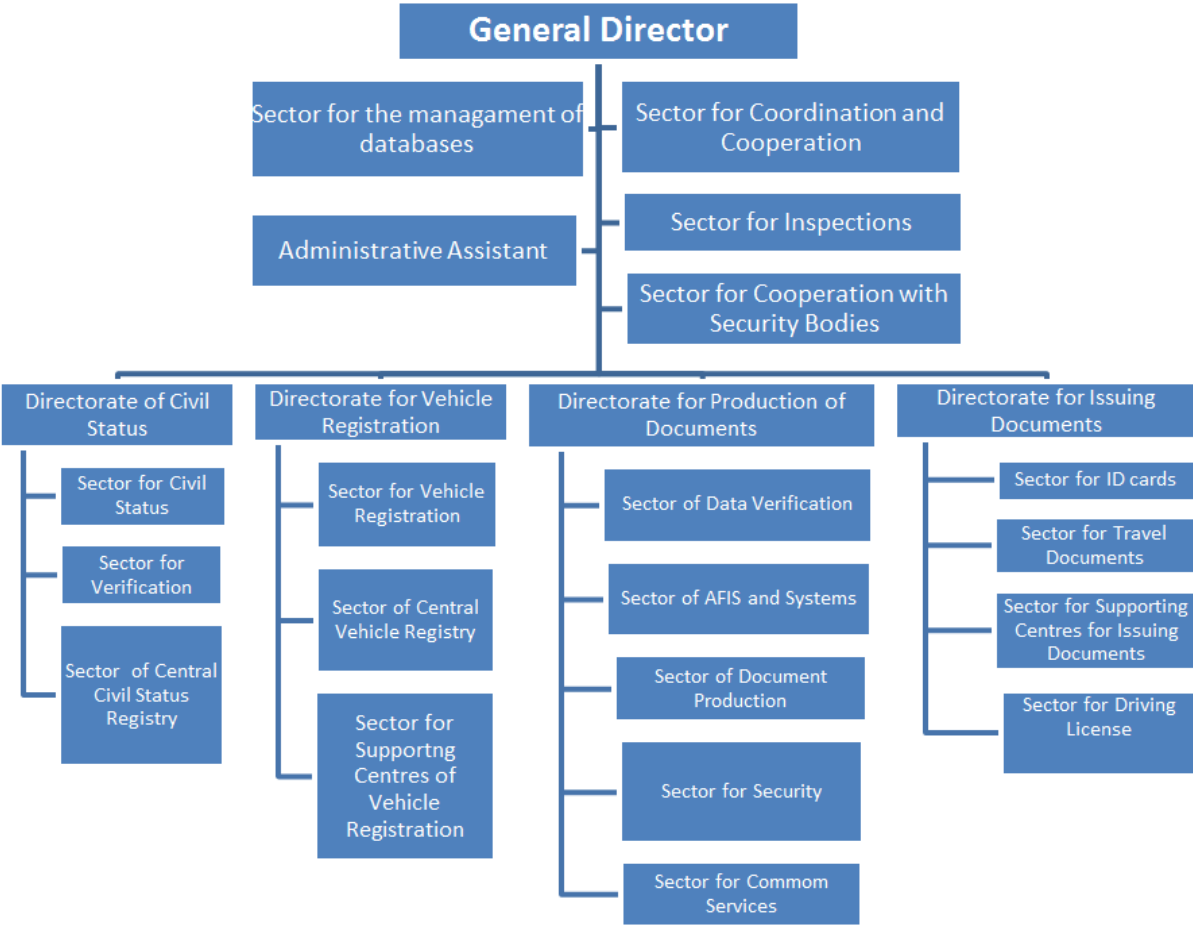 General Director
Sector for the managament of
databases
Sector for Coordination and
Cooperation
Sector for Inspections
Administrative Assistant
Sector for Cooperation with
Security Bodies
Directorate of Civil
Status
Sector for Civil
Status
Sector for
Verification
Sector of Central
Civil Status
Registry
Directorate for Vehicle
Registration
Sector for Vehicle
Registration
Sector of Central
Vehicle Registry
Sector for
Supportng
Centres of
Vehicle
Registration
Directorate for Production of
Documents
Sector of Data Verification
Sector of AFIS and Systems
Sector of Document
Production
Sector for Security
Sector for Commom
Services
Directorate for Issuing
Documents
Sector for ID cards
Sector for Travel
Documents
Sector for Supporting
Centres for Issuing
Documents
Sector for Driving
License